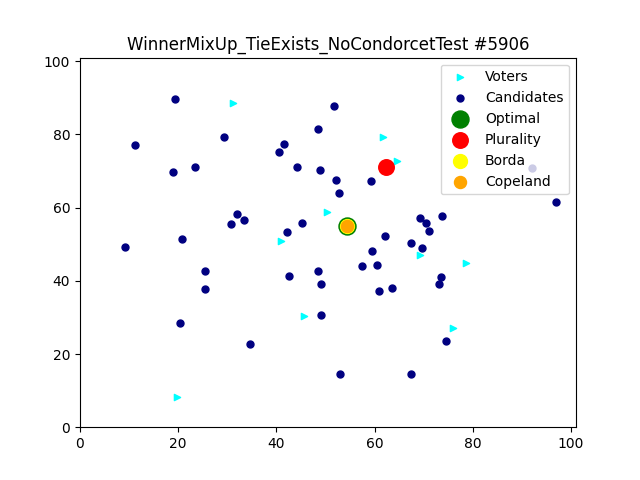 WinnerMixUp_TieExists_NoCondorcetTest #5906
100
80
60
40
20
0
0 20 40 60 80 100
Voters
Candidates
Optimal
Plurality
Borda
Copeland